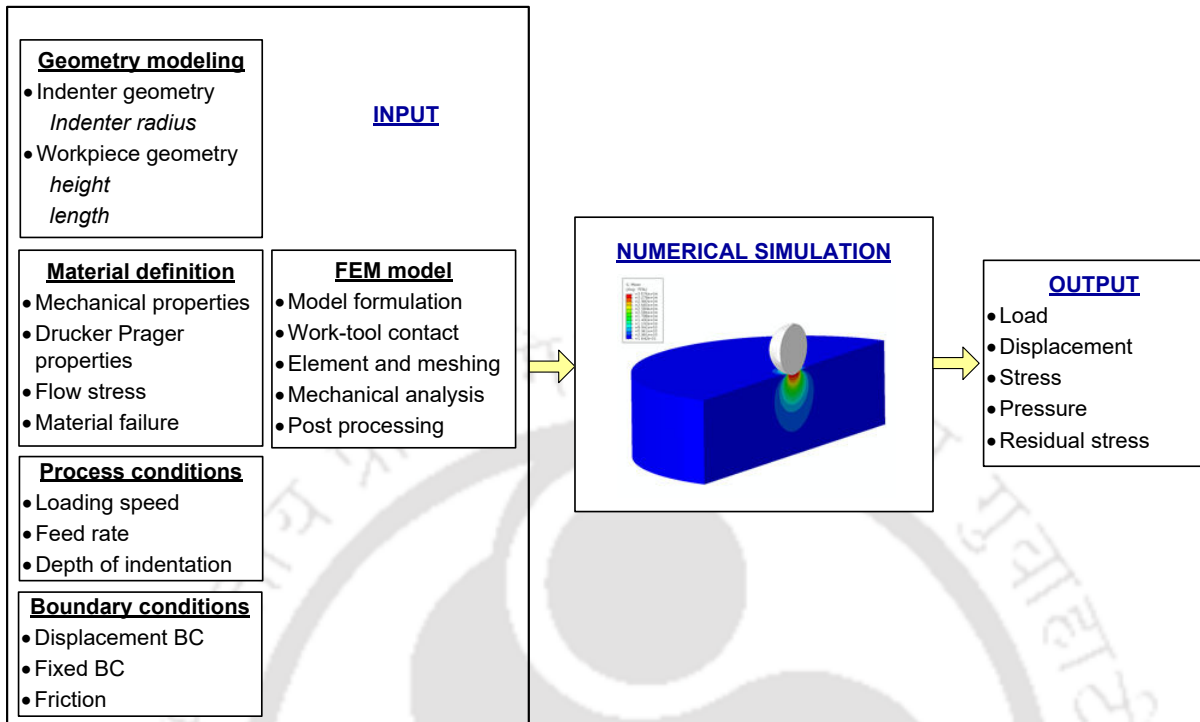 Geometry modeling
• Indenter geometry
Indenter radius
• Workpiece geometry
height
length
INPUT
Material definition
• Mechanical properties
• Drucker Prager
properties
• Flow stress
• Material failure
FEM model
• Model formulation
• Work-tool contact
• Element and meshing
• Mechanical analysis
• Post processing
Process conditions
• Loading speed
• Feed rate
• Depth of indentation
Boundary conditions
• Displacement BC
• Fixed BC
• Friction
NUMERICAL SIMULATION
OUTPUT
• Load
• Displacement
• Stress
• Pressure
• Residual stress